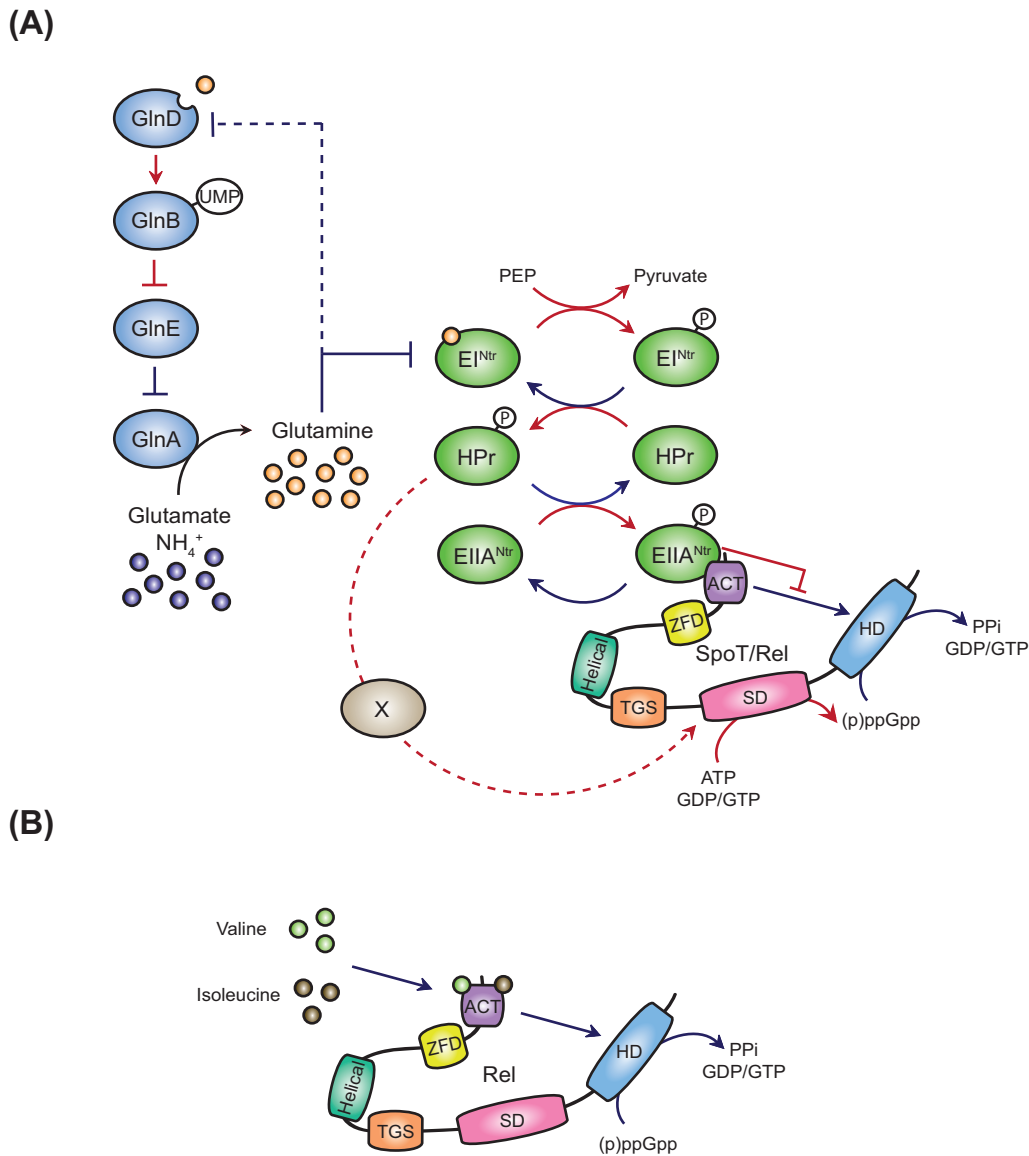 (A)
GlnD
GlnB
UMP
GlnE
GlnA
Glutamate
NH4+
Glutamine
PEP
Pyruvate
EINtr
P
EINtr
P
HPr
HPr
P
EIIANtr
EIIANtr
ACT
ZFD
Helical
TGS
SpoT/Rel
SD
HD
PPi
GDP/GTP
(p)ppGpp
ATP
GDP/GTP
X
(B)
Valine
Isoleucine
ACT
ZFD
Helical
TGS
Rel
SD
HD
PPi
GDP/GTP
(p)ppGpp